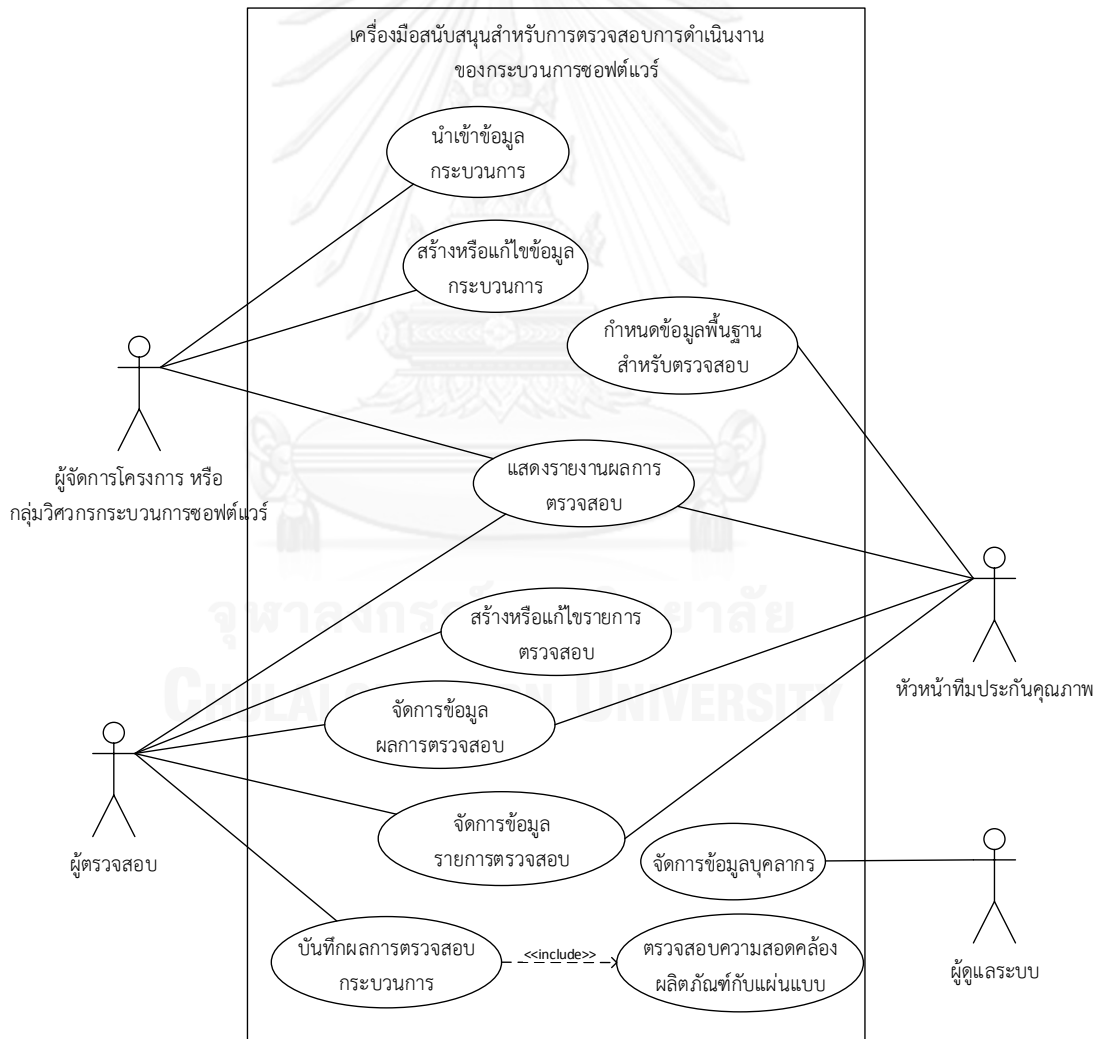 เครื่องมือสนับสนุนสำหรับการตรวจสอบการดำเนินงาน
ของกระบวนการซอฟต์แวร์
นำเข้าข้อมูล
กระบวนการ
สร้างหรือแก้ไขข้อมูล
กระบวนการ
กำหนดข้อมูลพื้นฐาน
สำหรับตรวจสอบ
ผู้จัดการโครงการ หรือ
กลุ่มวิศวกรกระบวนการซอฟต์แวร์
แสดงรายงานผลการ
ตรวจสอบ
สร้างหรือแก้ไขรายการ
ตรวจสอบ
จุฬาลงกรณ์มหาวิทยาลัย
CHULALONGKORN UNIVERSITY
หัวหน้าทีมประกันคุณภาพ
จัดการข้อมูล
ผลการตรวจสอบ
จัดการข้อมูล
รายการตรวจสอบ
ผู้ตรวจสอบ
จัดการข้อมูลบุคลากร
บันทึกผลการตรวจสอบ
กระบวนการ
<<include>>
ตรวจสอบความสอดคล้อง
ผลิตภัณฑ์กับแผ่นแบบ
ผู้ดูแลระบบ